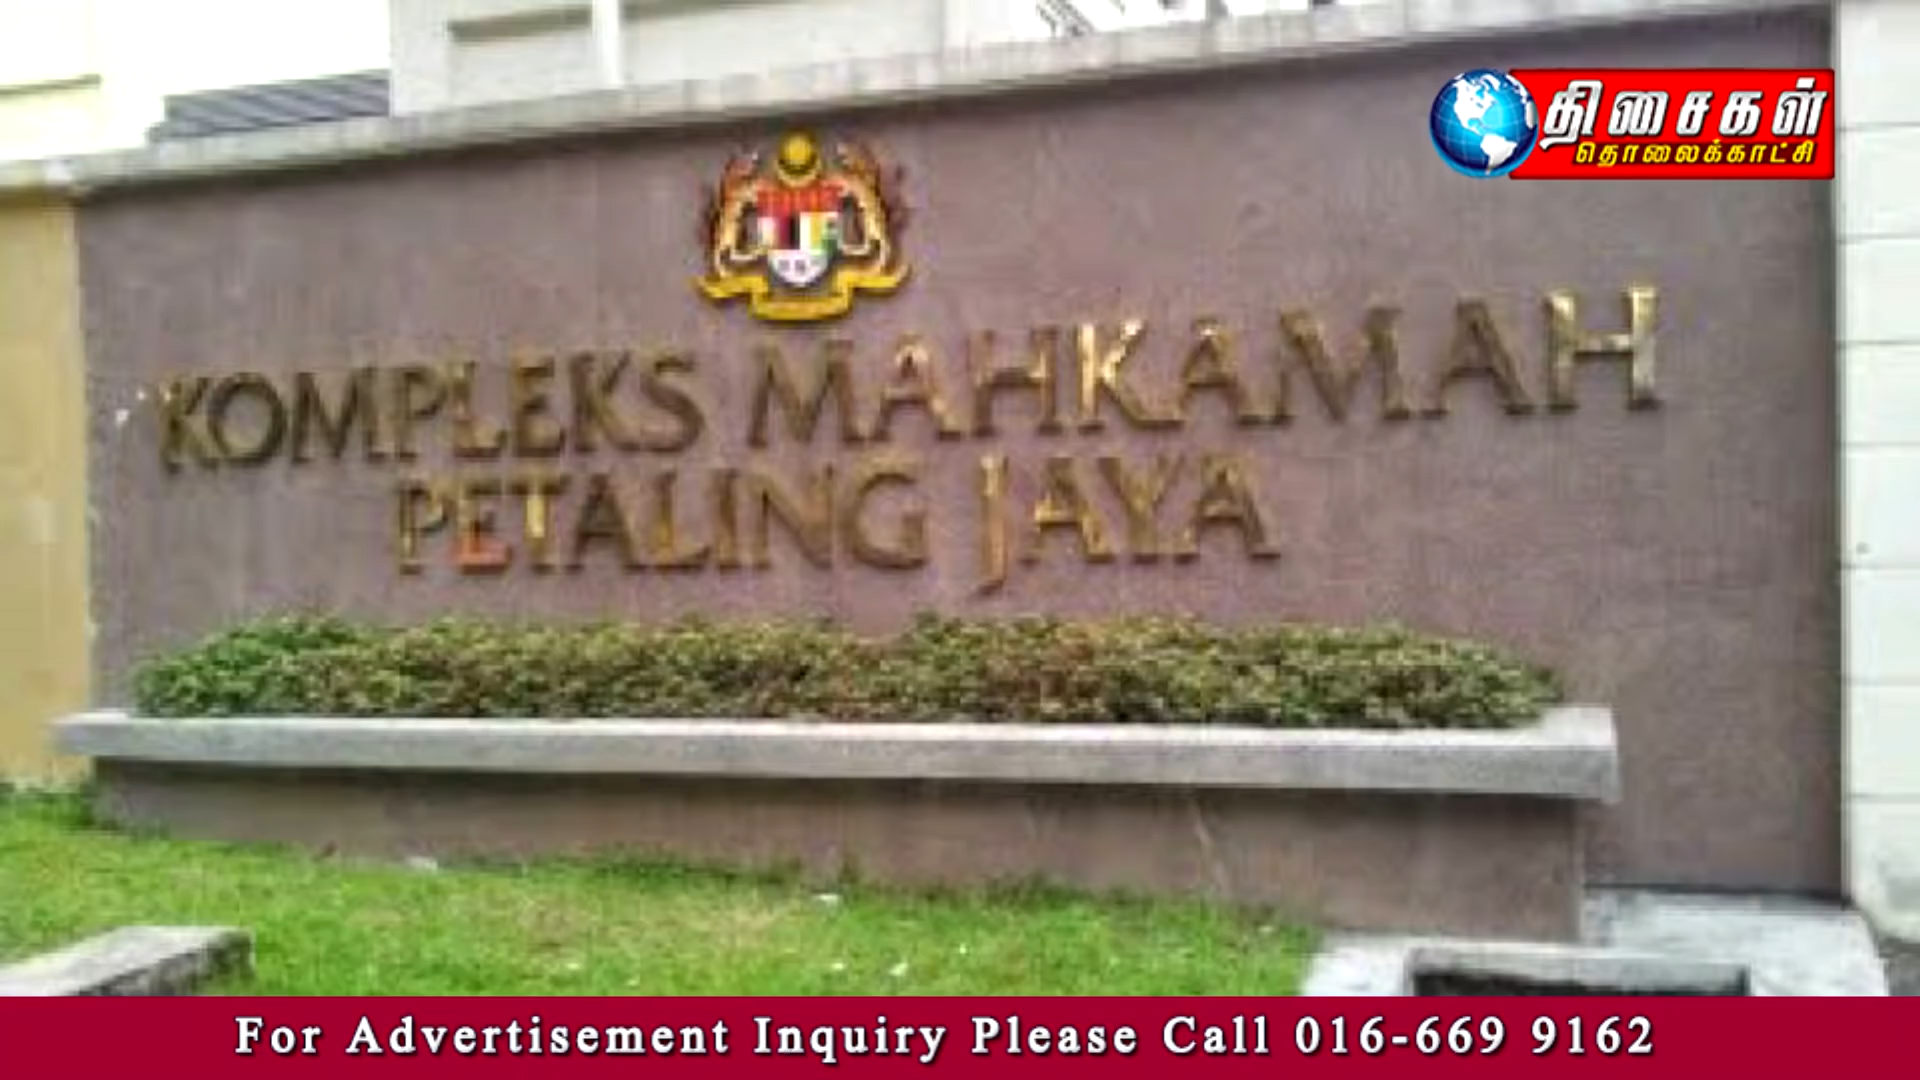 திசைகள்
தொலைக்காட்சி
KOMPLEKS MAHKAMAH
PETALING JAYA
For Advertisement Inquiry Please Call 016-669 9162